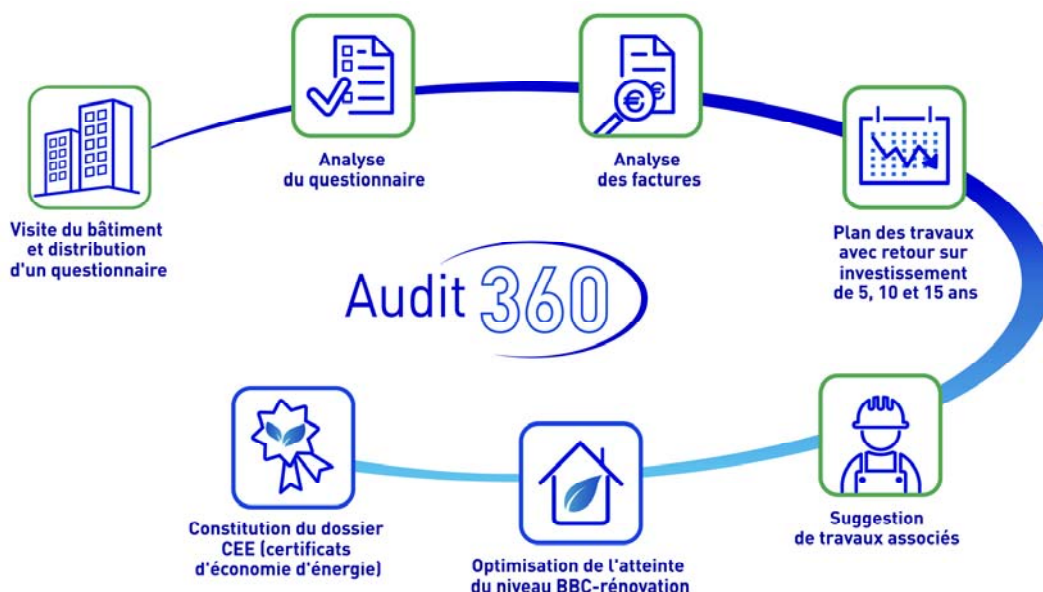 Visite du bâtiment
et distribution
d'un questionnaire
Analyse
du questionnaire
Analyse
des factures
Plan des travaux
avec retour sur
investissement
de 5, 10 et 15 ans
Audit 360
Suggestion
de travaux associés
Optimisation de l'atteinte
du niveau BBC-rénovation
Constitution du dossier
CEE (certificats
d'économie d'énergie)